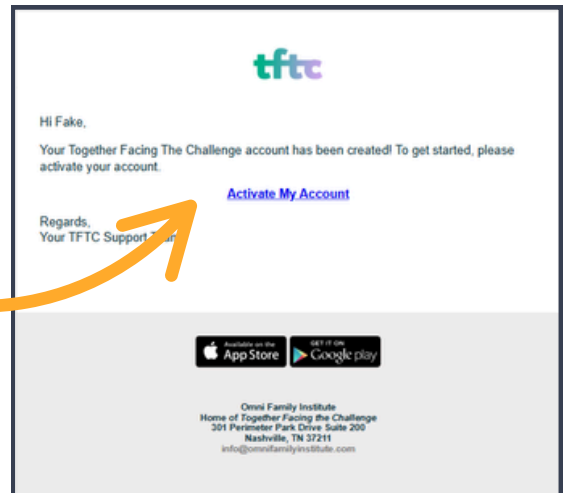 tftc
Hi Fake,
Your Together Facing The Challenge account has been created! To get started, please
activate your account.
Activate My Account
Regards,
Your TFTC Support
Available on the
App Store
GET IT ON
Google play
Omni Family Institute
Home of Together Facing the Challenge
301 Perimeter Park Drive Suite 200
Nashville, TN 37211
info@omnifamilyinstitute.com